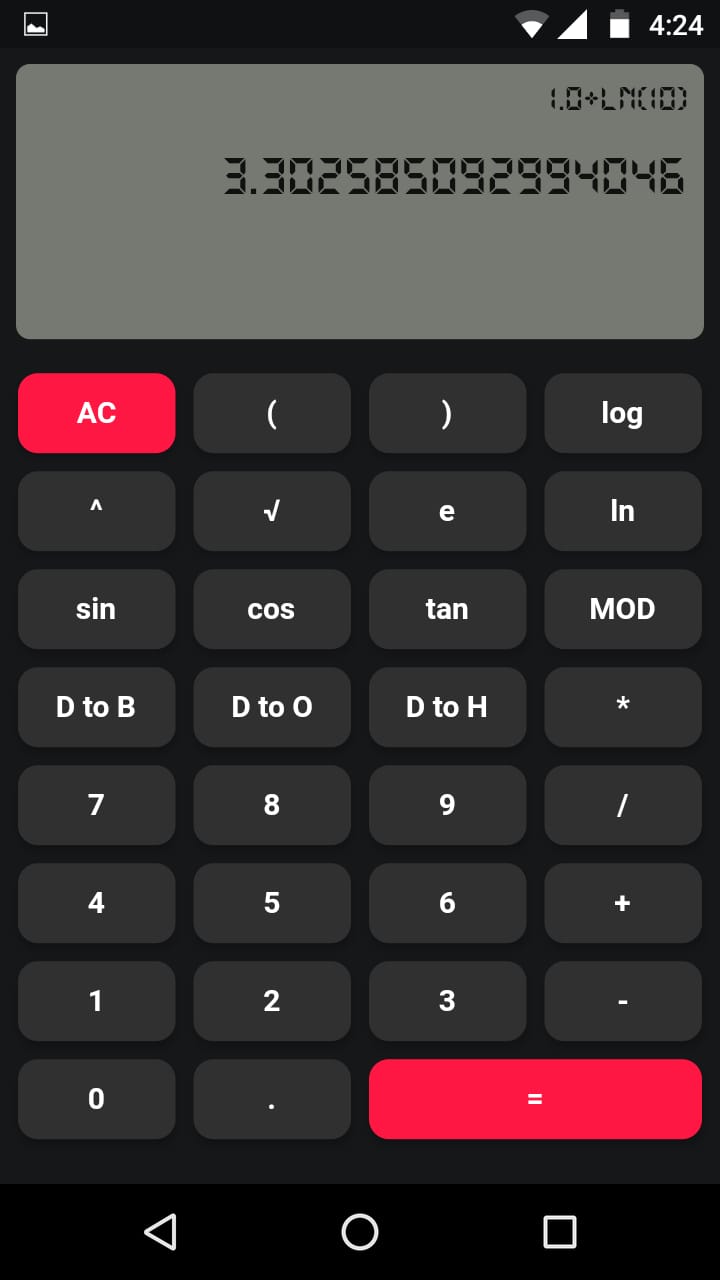 4:24
1.0+LN(10)
3.302585092994046
AC ( ) log
^ √ e ln
sin cos tan MOD
D to B D to O D to H *
7 8 9 /
4 5 6 +
1 2 3 -
0 . =